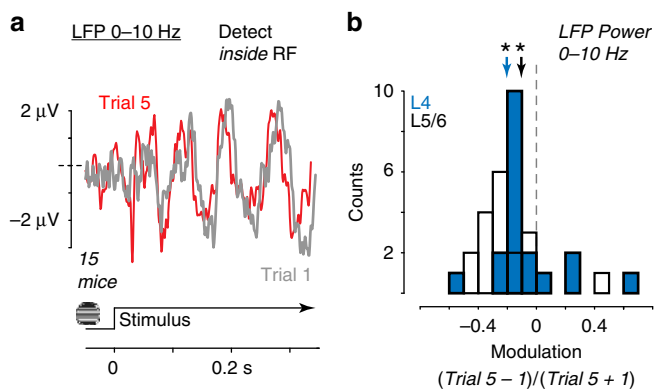 a
LFP 0–10 Hz
Detect
inside RF
2 μV
Trial 5
−2 μV
Trial 1
15
mice
Stimulus
0
0.2 s
b
LFP Power
0–10 Hz
* *
L4
L5/6
10
6
2
Counts
−0.4
0
0.4
Modulation
(Trial 5 – 1)/(Trial 5 + 1)